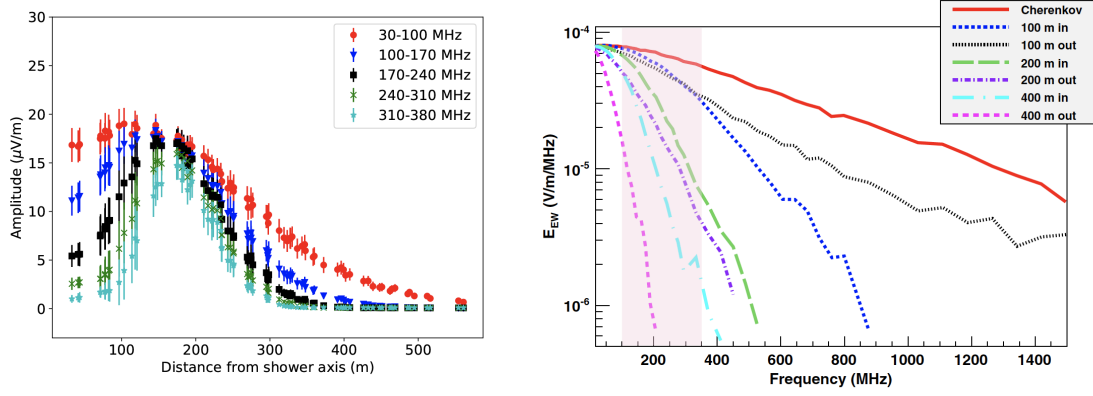 30
25
20
15
10
5
0
Amplitude (μV/m)
30-100 MHz
100-170 MHz
170-240 MHz
240-310 MHz
310-380 MHz
100
200
300
400
500
Distance from shower axis (m)
Cherenkov
100 m in
100 m out
200 m in
200 m out
400 m in
400 m out
10⁻⁴
10⁻⁵
10⁻⁶
E_EW (V/m/MHz)
200
400
600
800
1000
1200
1400
Frequency (MHz)